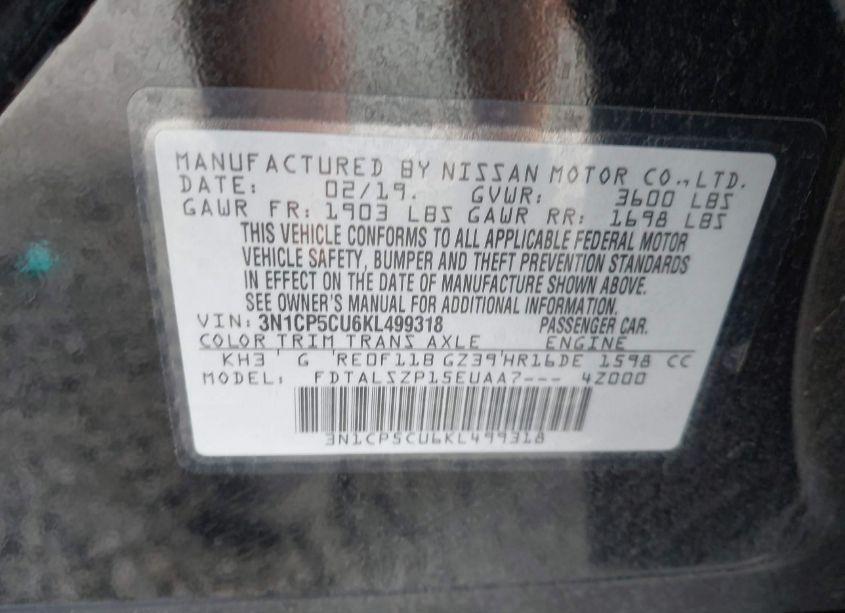 MANUFACTURED BY NISSAN MOTOR CO.,LTD.
DATE: 02/19. GVWR: 3600 LBS
GAWR FR: 1903 LBS GAWR RR: 1698 LBS
THIS VEHICLE CONFORMS TO ALL APPLICABLE FEDERAL MOTOR
VEHICLE SAFETY, BUMPER AND THEFT PREVENTION STANDARDS
IN EFFECT ON THE DATE OF MANUFACTURE SHOWN ABOVE.
SEE OWNER'S MANUAL FOR ADDITIONAL INFORMATION.
VIN: 3N1CP5CU6KL499318 PASSENGER CAR.
COLOR TRIM TRANS AXLE ENGINE
KH3 ' G ' RE0F11B GZ39'HR16DE 1598 CC
MODEL: FDTALSZP15EUAA7--- 4Z000
3N1CP5CU6KL499318